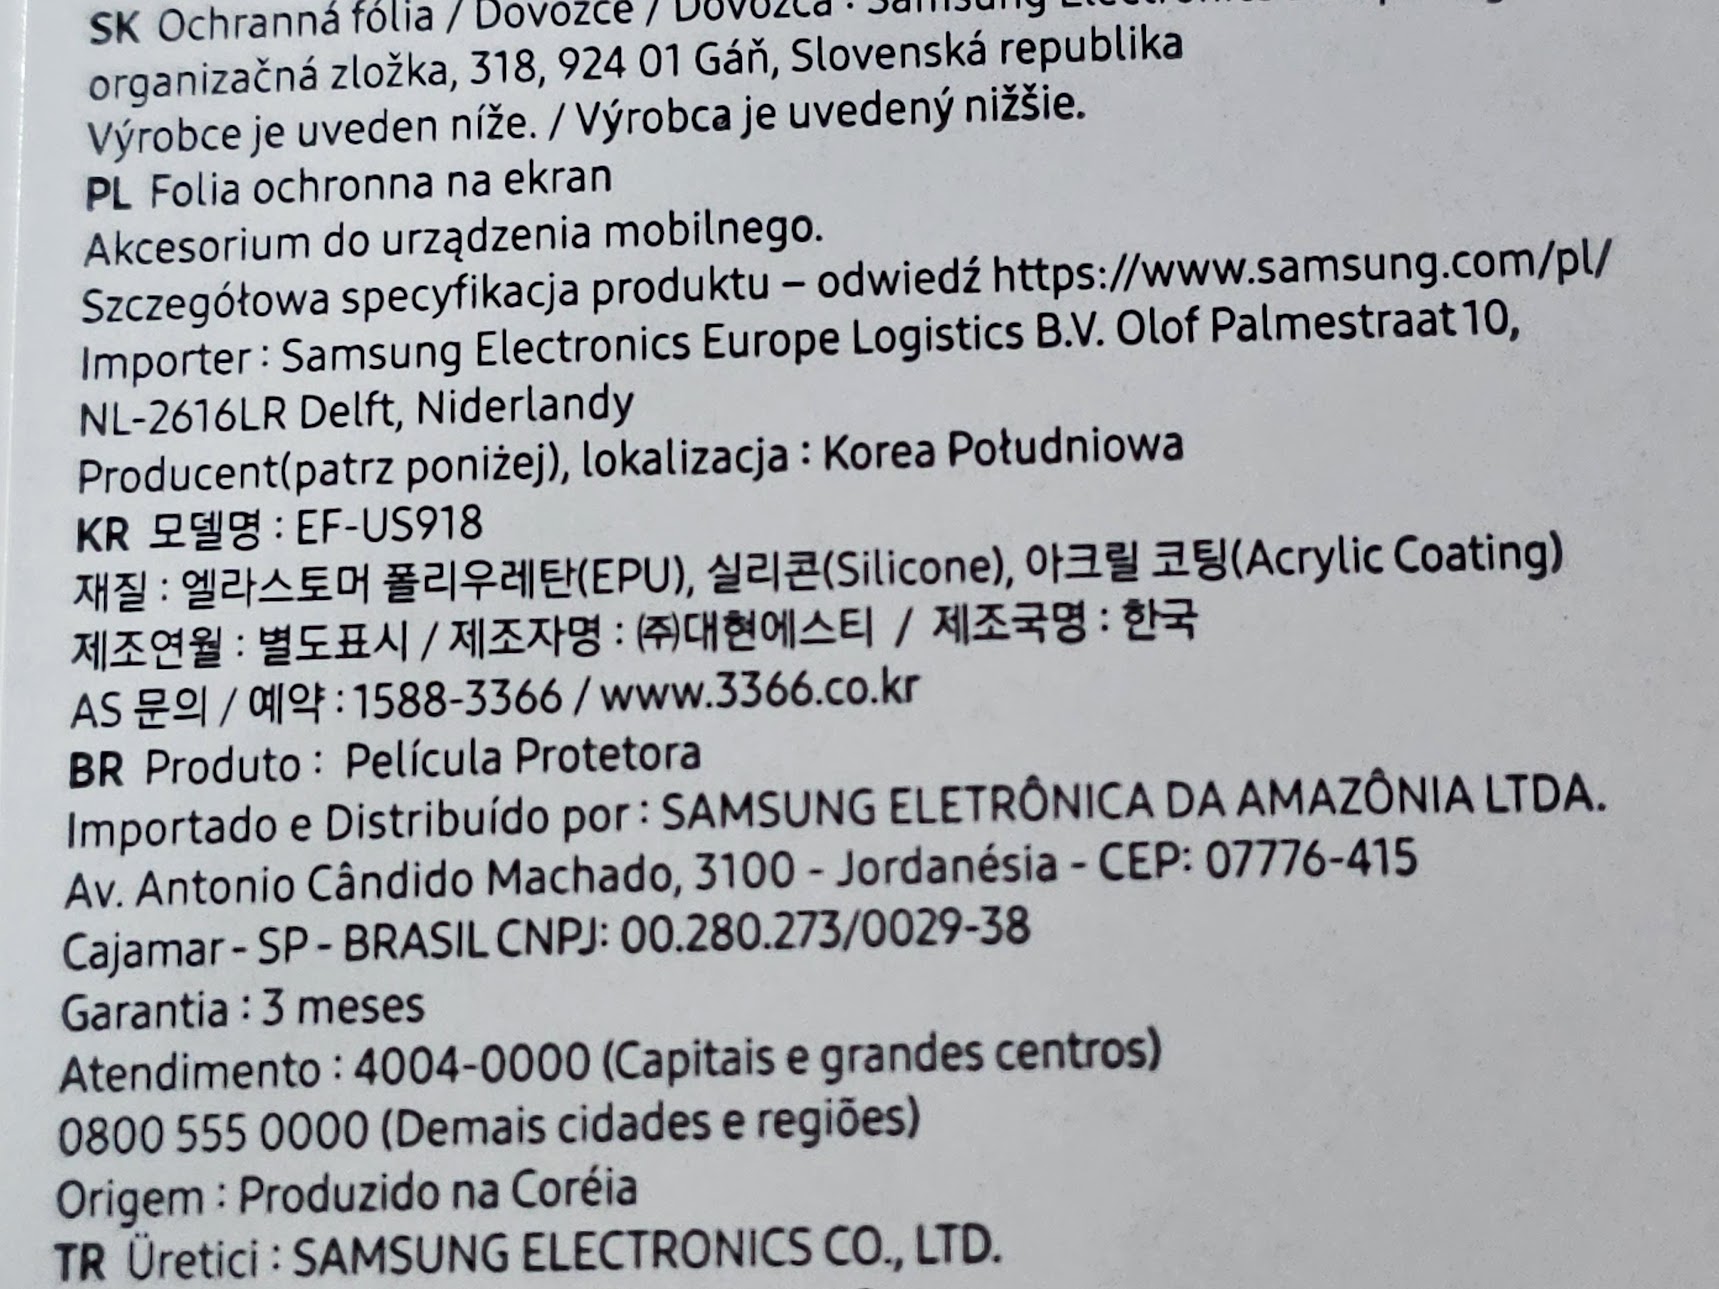 SK Ochranná fólia / Dovozce / Dovozca : Samsung
organizačná zložka, 318, 924 01 Gáň, Slovenská republika
Výrobce je uveden níže. / Výrobca je uvedený nižšie.
PL Folia ochronna na ekran
Akcesorium do urządzenia mobilnego.
Szczegółowa specyfikacja produktu – odwiedź https://www.samsung.com/pl/
Importer : Samsung Electronics Europe Logistics B.V. Olof Palmestraat 10,
NL-2616LR Delft, Niderlandy
Producent(patrz poniżej), lokalizacja : Korea Południowa
KR 모델명 : EF-US918
재질 : 엘라스토머 폴리우레탄(EPU), 실리콘(Silicone), 아크릴 코팅(Acrylic Coating)
제조연월 : 별도표시 / 제조자명 : ㈜대현에스티 / 제조국명 : 한국
AS 문의 / 예약 : 1588-3366 / www.3366.co.kr
BR Produto : Película Protetora
Importado e Distribuído por : SAMSUNG ELETRÔNICA DA AMAZÔNIA LTDA.
Av. Antonio Cândido Machado, 3100 - Jordanésia - CEP: 07776-415
Cajamar - SP - BRASIL CNPJ: 00.280.273/0029-38
Garantia : 3 meses
Atendimento : 4004-0000 (Capitais e grandes centros)
0800 555 0000 (Demais cidades e regiões)
Origem : Produzido na Coréia
TR Üretici : SAMSUNG ELECTRONICS CO., LTD.